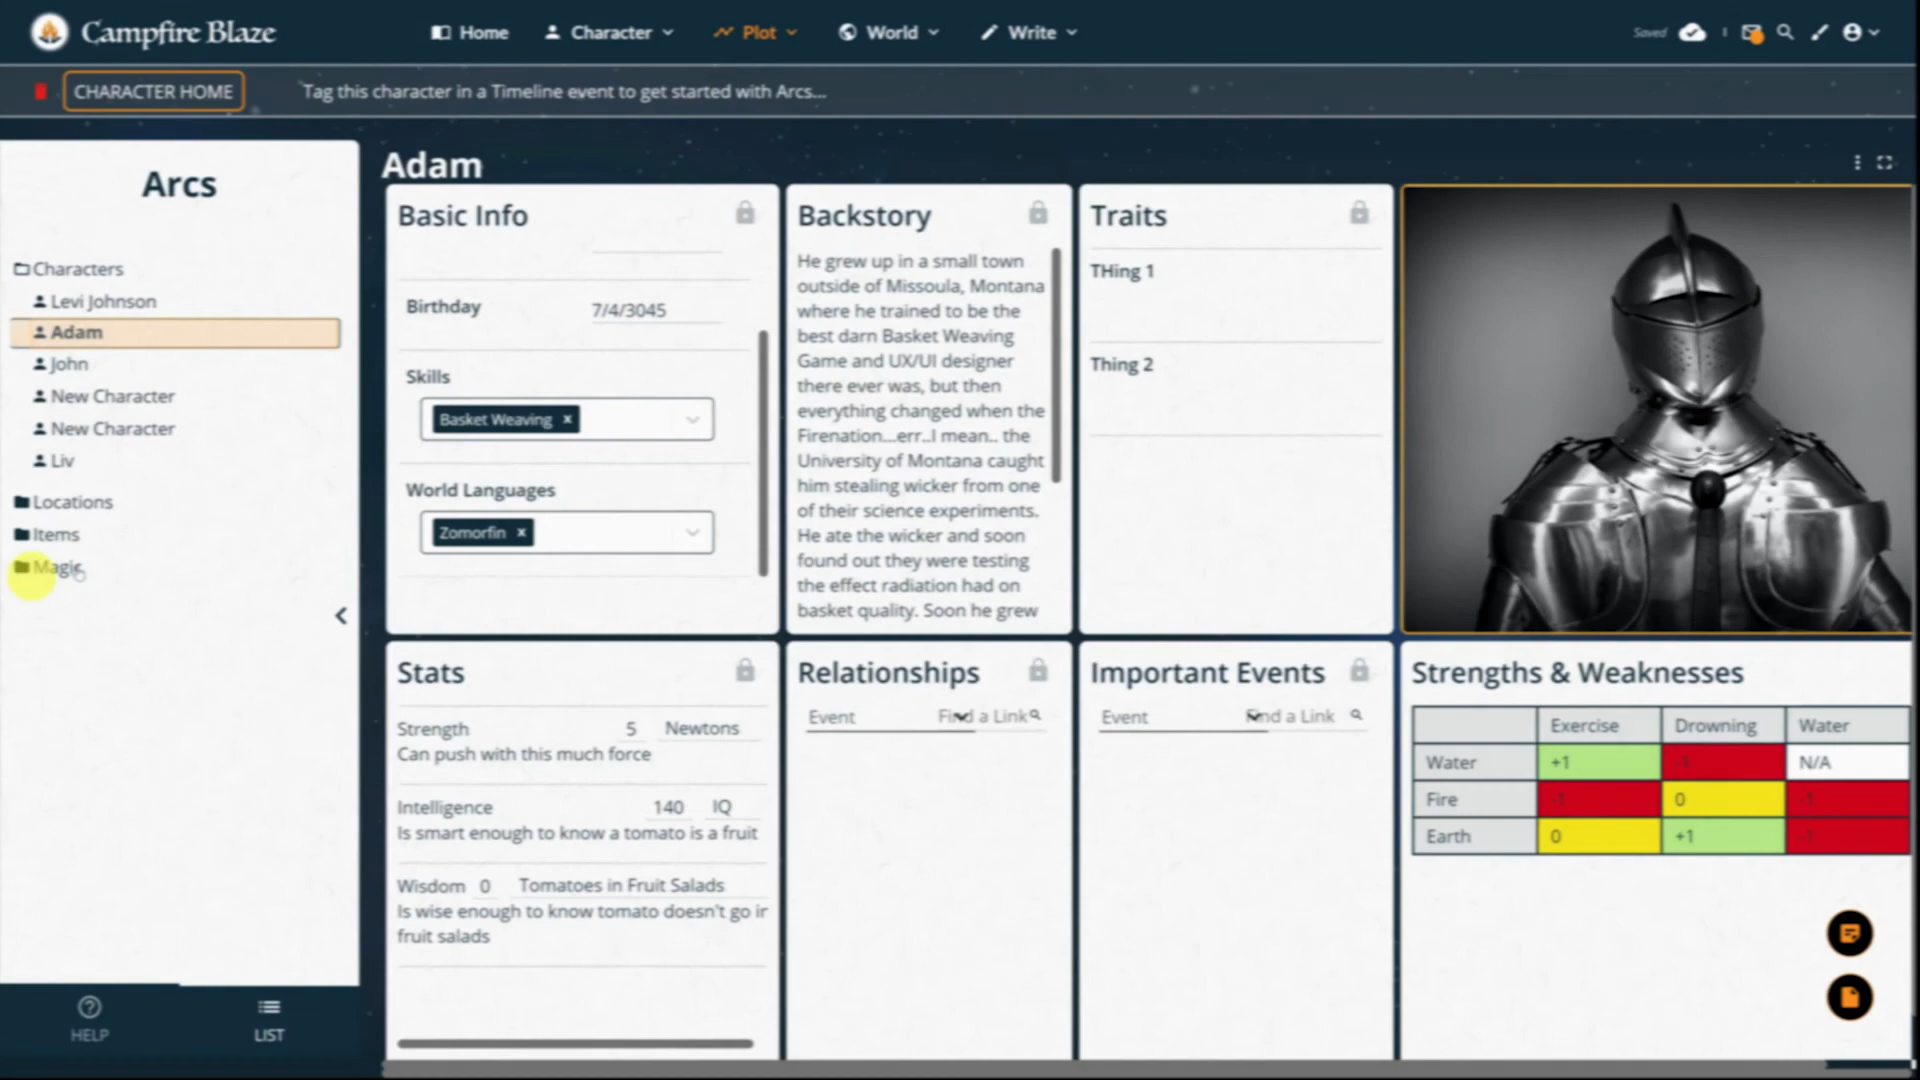 Campfire Blaze
Home
Character
Plot
World
Write
Saved
CHARACTER HOME
Tag this character in a Timeline event to get started with Arcs...
Arcs
Characters
Levi Johnson
Adam
John
New Character
New Character
Liv
Locations
Items
Magic
HELP
LIST
Adam
Basic Info
Birthday 7/4/3045
Skills
Basket Weaving x
World Languages
Zomorfin x
Backstory
He grew up in a small town
outside of Missoula, Montana
where he trained to be the
best darn Basket Weaving
Game and UX/UI designer
there ever was, but then
everything changed when the
Firenation...err..I mean.. the
University of Montana caught
him stealing wicker from one
of their science experiments.
He ate the wicker and soon
found out they were testing
the effect radiation had on
basket quality. Soon he grew
Traits
THing 1
Thing 2
Stats
Strength 5 Newtons
Can push with this much force
Intelligence 140 IQ
Is smart enough to know a tomato is a fruit
Wisdom 0 Tomatoes in Fruit Salads
Is wise enough to know tomato doesn't go in
fruit salads
Relationships
Event Find a Link
Important Events
Event Find a Link
Strengths & Weaknesses
Exercise Drowning Water
Water +1 -1 N/A
Fire -1 0 -1
Earth 0 +1 -1